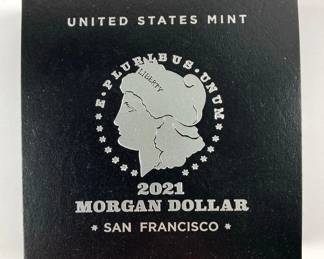 UNITED STATES MINT
E·PLURIBUS·UNUM
LIBERTY
2021
MORGAN DOLLAR
* SAN FRANCISCO *